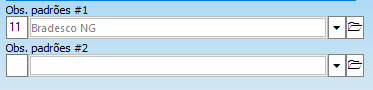 Obs. padrões #1
11 Bradesco NG
Obs. padrões #2